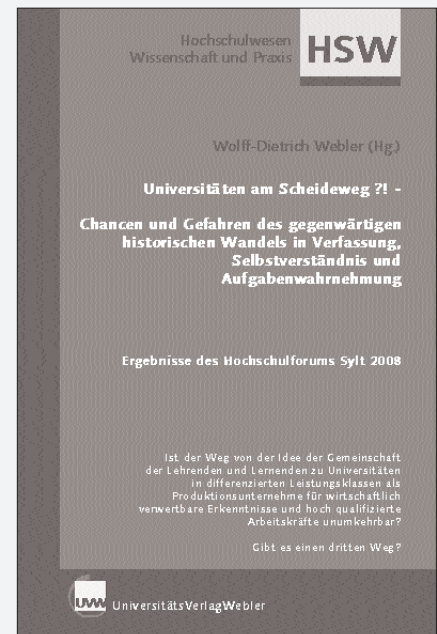 Hochschulwesen
Wissenschaft und Praxis
HSW
Wolff-Dietrich Webler (Hg.)
Universitäten am Scheideweg ?! -
Chancen und Gefahren des gegenwärtigen
historischen Wandels in Verfassung,
Selbstverständnis und
Aufgabenwahrnehmung
Ergebnisse des Hochschulforums Sylt 2008
Ist der Weg von der Idee der Gemeinschaft
der Lehrenden und Lernenden zu Universitäten
in differenzierten Leistungsklassen als
Produktionsunternehme für wirtschaftlich
verwertbare Erkenntnisse und hoch qualifizierte
Arbeitskräfte unumkehrbar?
Gibt es einen dritten Weg?
UVW UniversitätsVerlagWebler